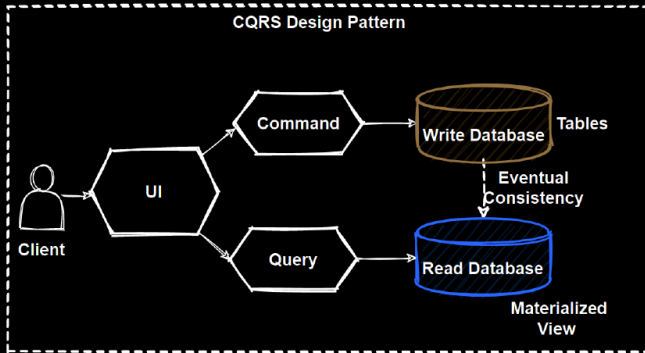 CQRS Design Pattern
Command
Write Database
Tables
UI
Eventual
Consistency
Client
Query
Read Database
Materialized
View